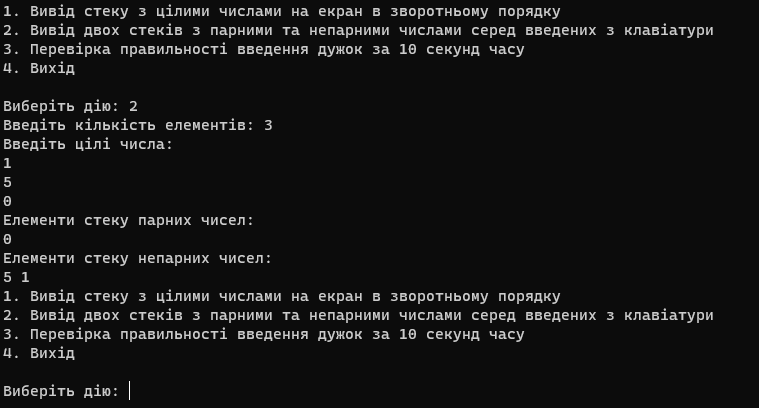 1. Вивід стеку з цілими числами на екран в зворотньому порядку
2. Вивід двох стеків з парними та непарними числами серед введених з клавіатури
3. Перевірка правильності введення дужок за 10 секунд часу
4. Вихід
Виберіть дію: 2
Введіть кількість елементів: 3
Введіть цілі числа:
1
5
0
Елементи стеку парних чисел:
0
Елементи стеку непарних чисел:
5 1
1. Вивід стеку з цілими числами на екран в зворотньому порядку
2. Вивід двох стеків з парними та непарними числами серед введених з клавіатури
3. Перевірка правильності введення дужок за 10 секунд часу
4. Вихід
Виберіть дію: